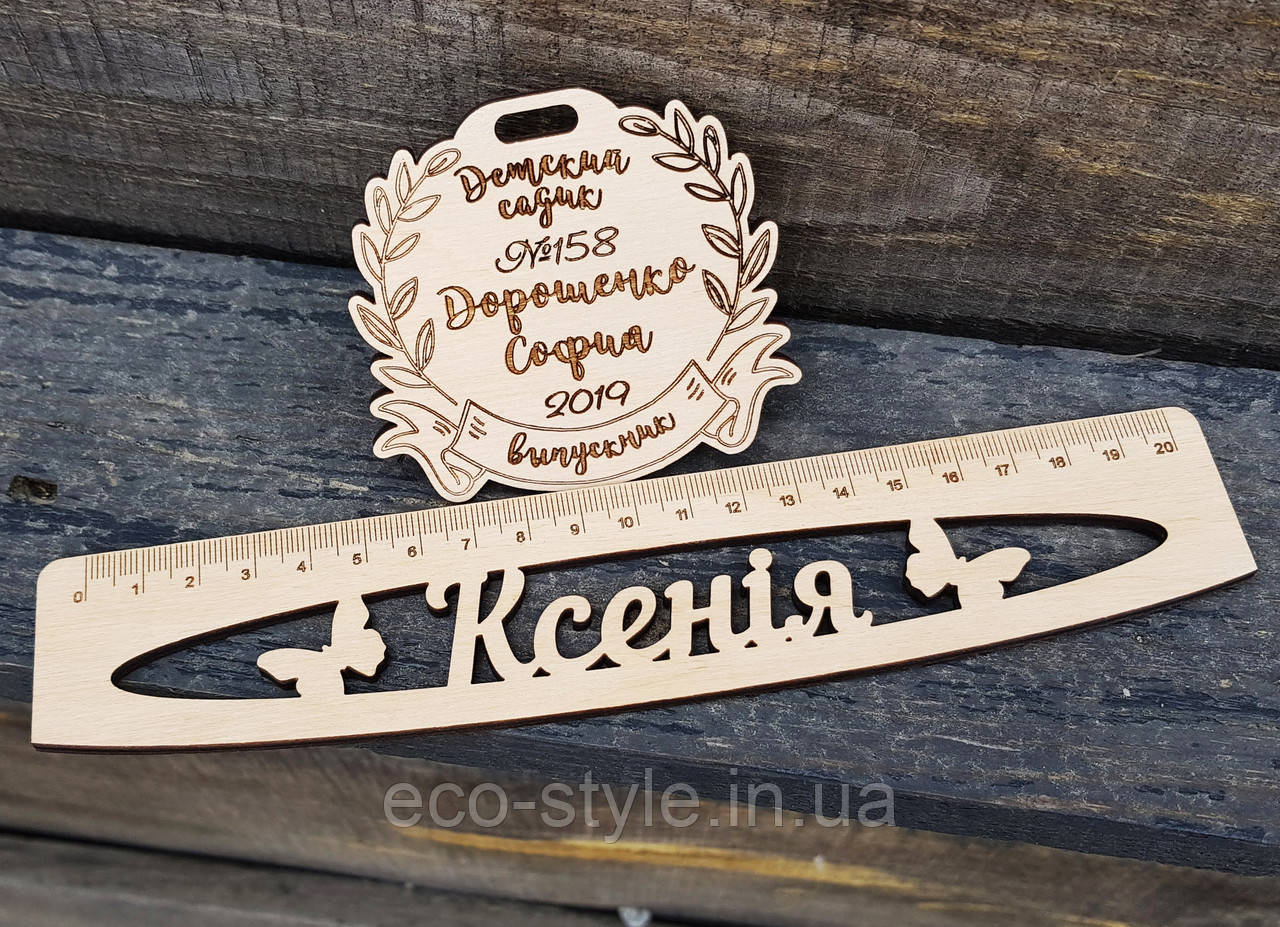 Детский
садик
№158
Дорошенко
София
2019
выпускник
0 1 2 3 4 5 6 7 8 9 10 11 12 13 14 15 16 17 18 19 20
Ксенія
eco-style.in.ua